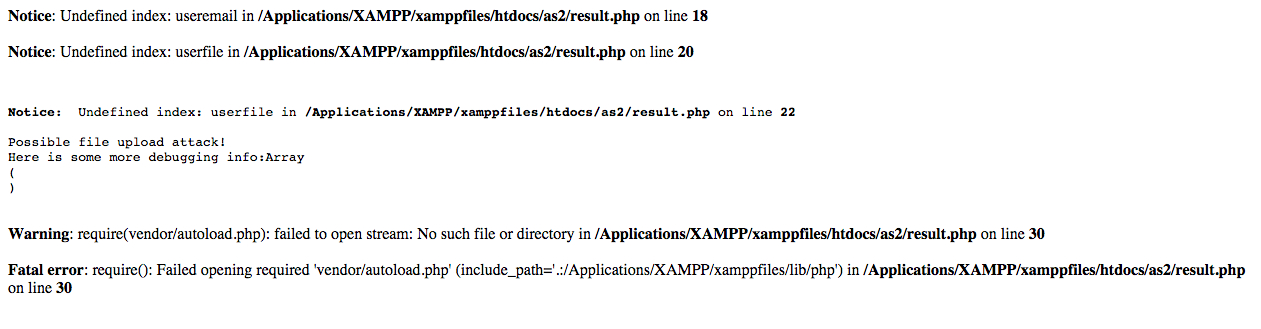 Notice: Undefined index: useremail in /Applications/XAMPP/xamppfiles/htdocs/as2/result.php on line 18
Notice: Undefined index: userfile in /Applications/XAMPP/xamppfiles/htdocs/as2/result.php on line 20
Notice:  Undefined index: userfile in /Applications/XAMPP/xamppfiles/htdocs/as2/result.php on line 22
Possible file upload attack!
Here is some more debugging info:Array
(
)
Warning: require(vendor/autoload.php): failed to open stream: No such file or directory in /Applications/XAMPP/xamppfiles/htdocs/as2/result.php on line 30
Fatal error: require(): Failed opening required 'vendor/autoload.php' (include_path='.:/Applications/XAMPP/xamppfiles/lib/php') in /Applications/XAMPP/xamppfiles/htdocs/as2/result.php
on line 30